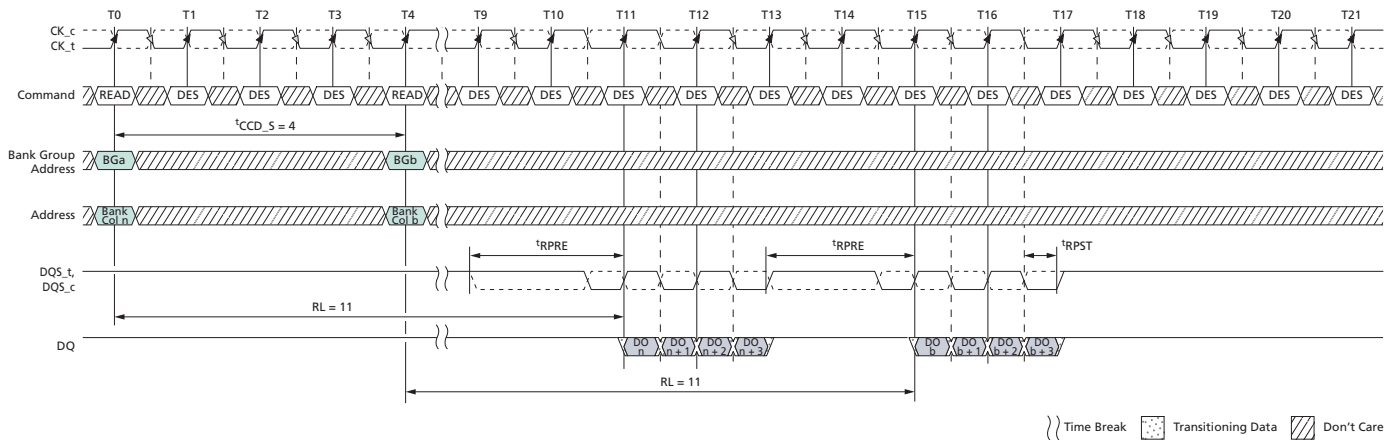 T0 T1 T2 T3 T4 T9 T10 T11 T12 T13 T14 T15 T16 T17 T18 T19 T20 T21
CK_c
CK_t
Command READ DES DES DES READ DES DES DES DES DES DES DES DES DES DES DES DES DES
tCCD_S = 4
Bank Group
Address
BGa BGb
Address
Bank
Col n
Bank
Col b
tRPRE tRPRE tRPST
DQS_t,
DQS_c
RL = 11
DQ
DO
n
DO
n + 1
DO
n + 2
DO
n + 3
DO
b
DO
b + 1
DO
b + 2
DO
b + 3
RL = 11
Time Break Transitioning Data Don't Care